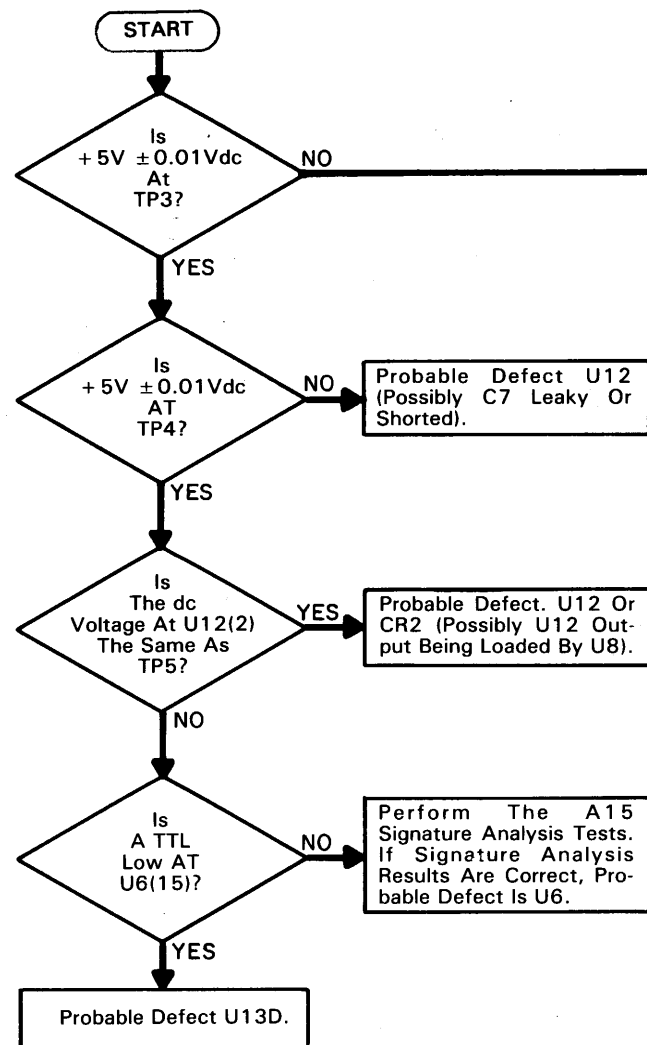 START
Is
+5V ±0.01Vdc
At
TP3?
NO
YES
Is
+5V ±0.01Vdc
AT
TP4?
NO
Probable Defect U12
(Possibly C7 Leaky Or
Shorted).
YES
Is
The dc
Voltage At U12(2)
The Same As
TP5?
YES
Probable Defect. U12 Or
CR2 (Possibly U12 Out-
put Being Loaded By U8).
NO
Is
A TTL
Low AT
U6(15)?
NO
Perform The A15
Signature Analysis Tests.
If Signature Analysis
Results Are Correct, Pro-
bable Defect Is U6.
YES
Probable Defect U13D.